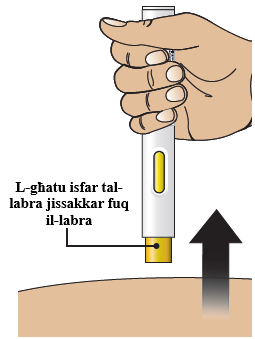 L-għatu isfar tal-
labra jissakkar fuq
il-labra